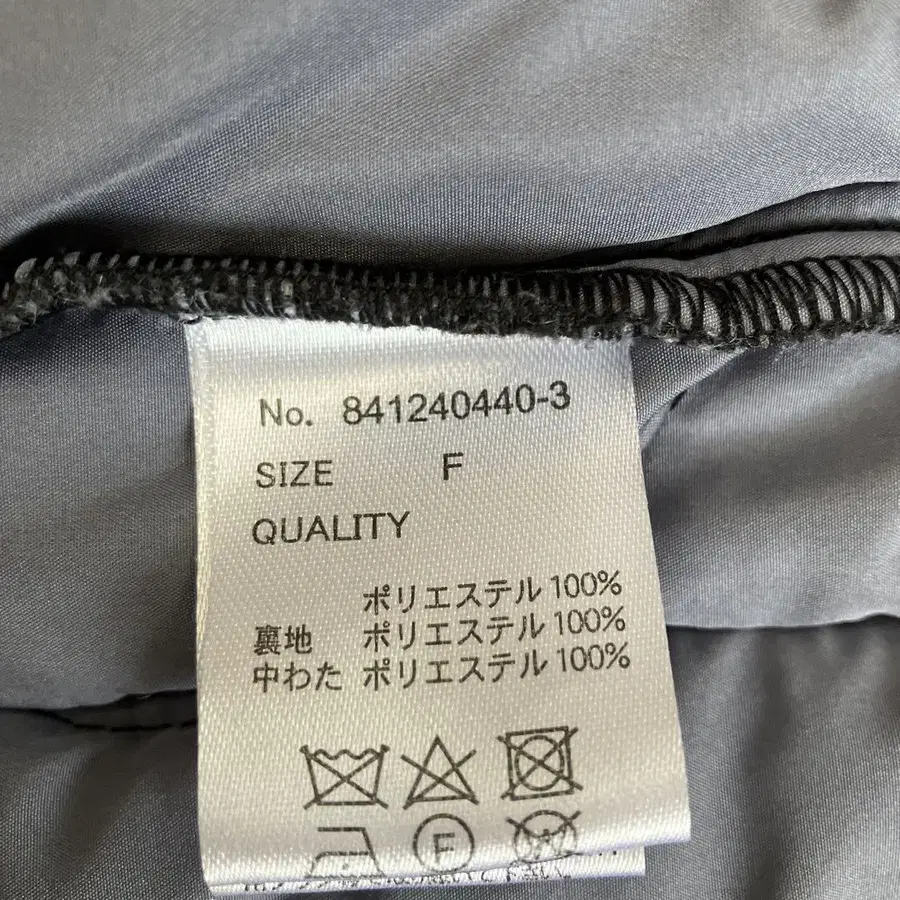 No. 841240440-3
SIZE F
QUALITY
ポリエステル 100%
裏地 ポリエステル 100%
中わた ポリエステル 100%
F
W